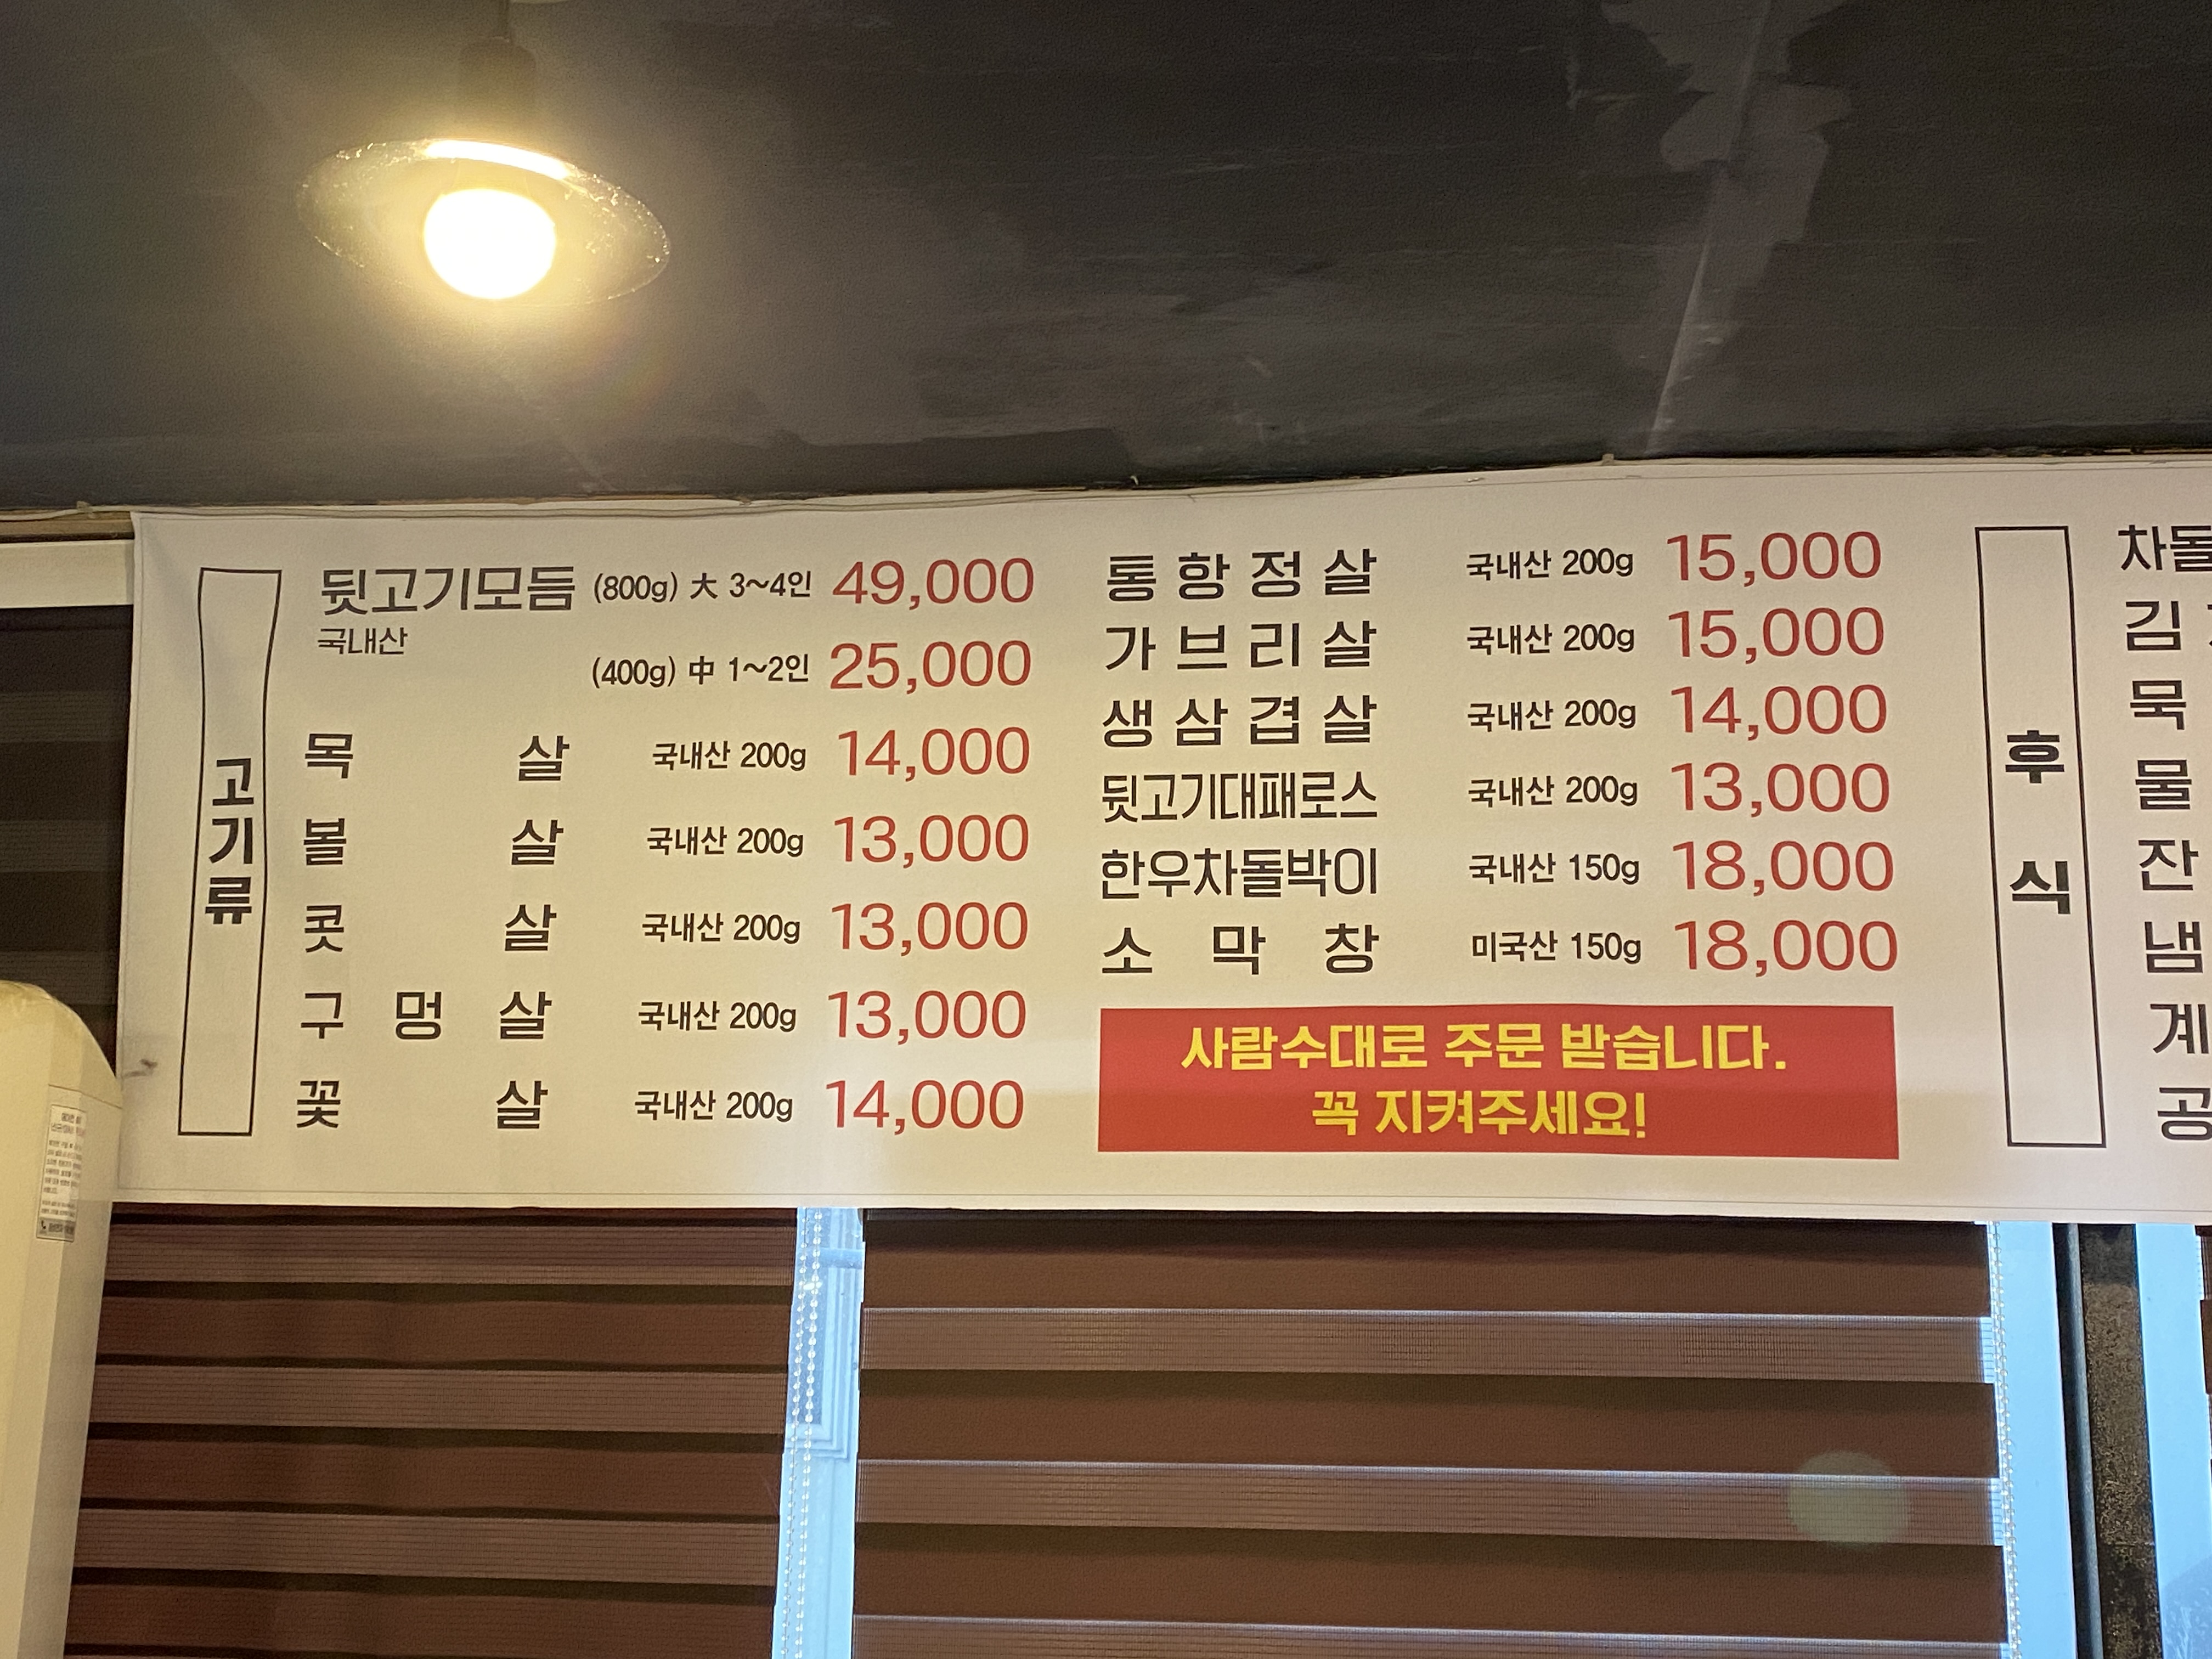 고기류
뒷고기모듬 (800g) 大 3~4인 49,000
국내산
(400g) 中 1~2인 25,000
목살 국내산 200g 14,000
볼살 국내산 200g 13,000
콧살 국내산 200g 13,000
구멍살 국내산 200g 13,000
꽃살 국내산 200g 14,000
통항정살 국내산 200g 15,000
가브리살 국내산 200g 15,000
생삼겹살 국내산 200g 14,000
뒷고기대패로스 국내산 200g 13,000
한우차돌박이 국내산 150g 18,000
소막창 미국산 150g 18,000
사람수대로 주문 받습니다.
꼭 지켜주세요!
후식
차돌
김
묵
물
잔
냄
계
공